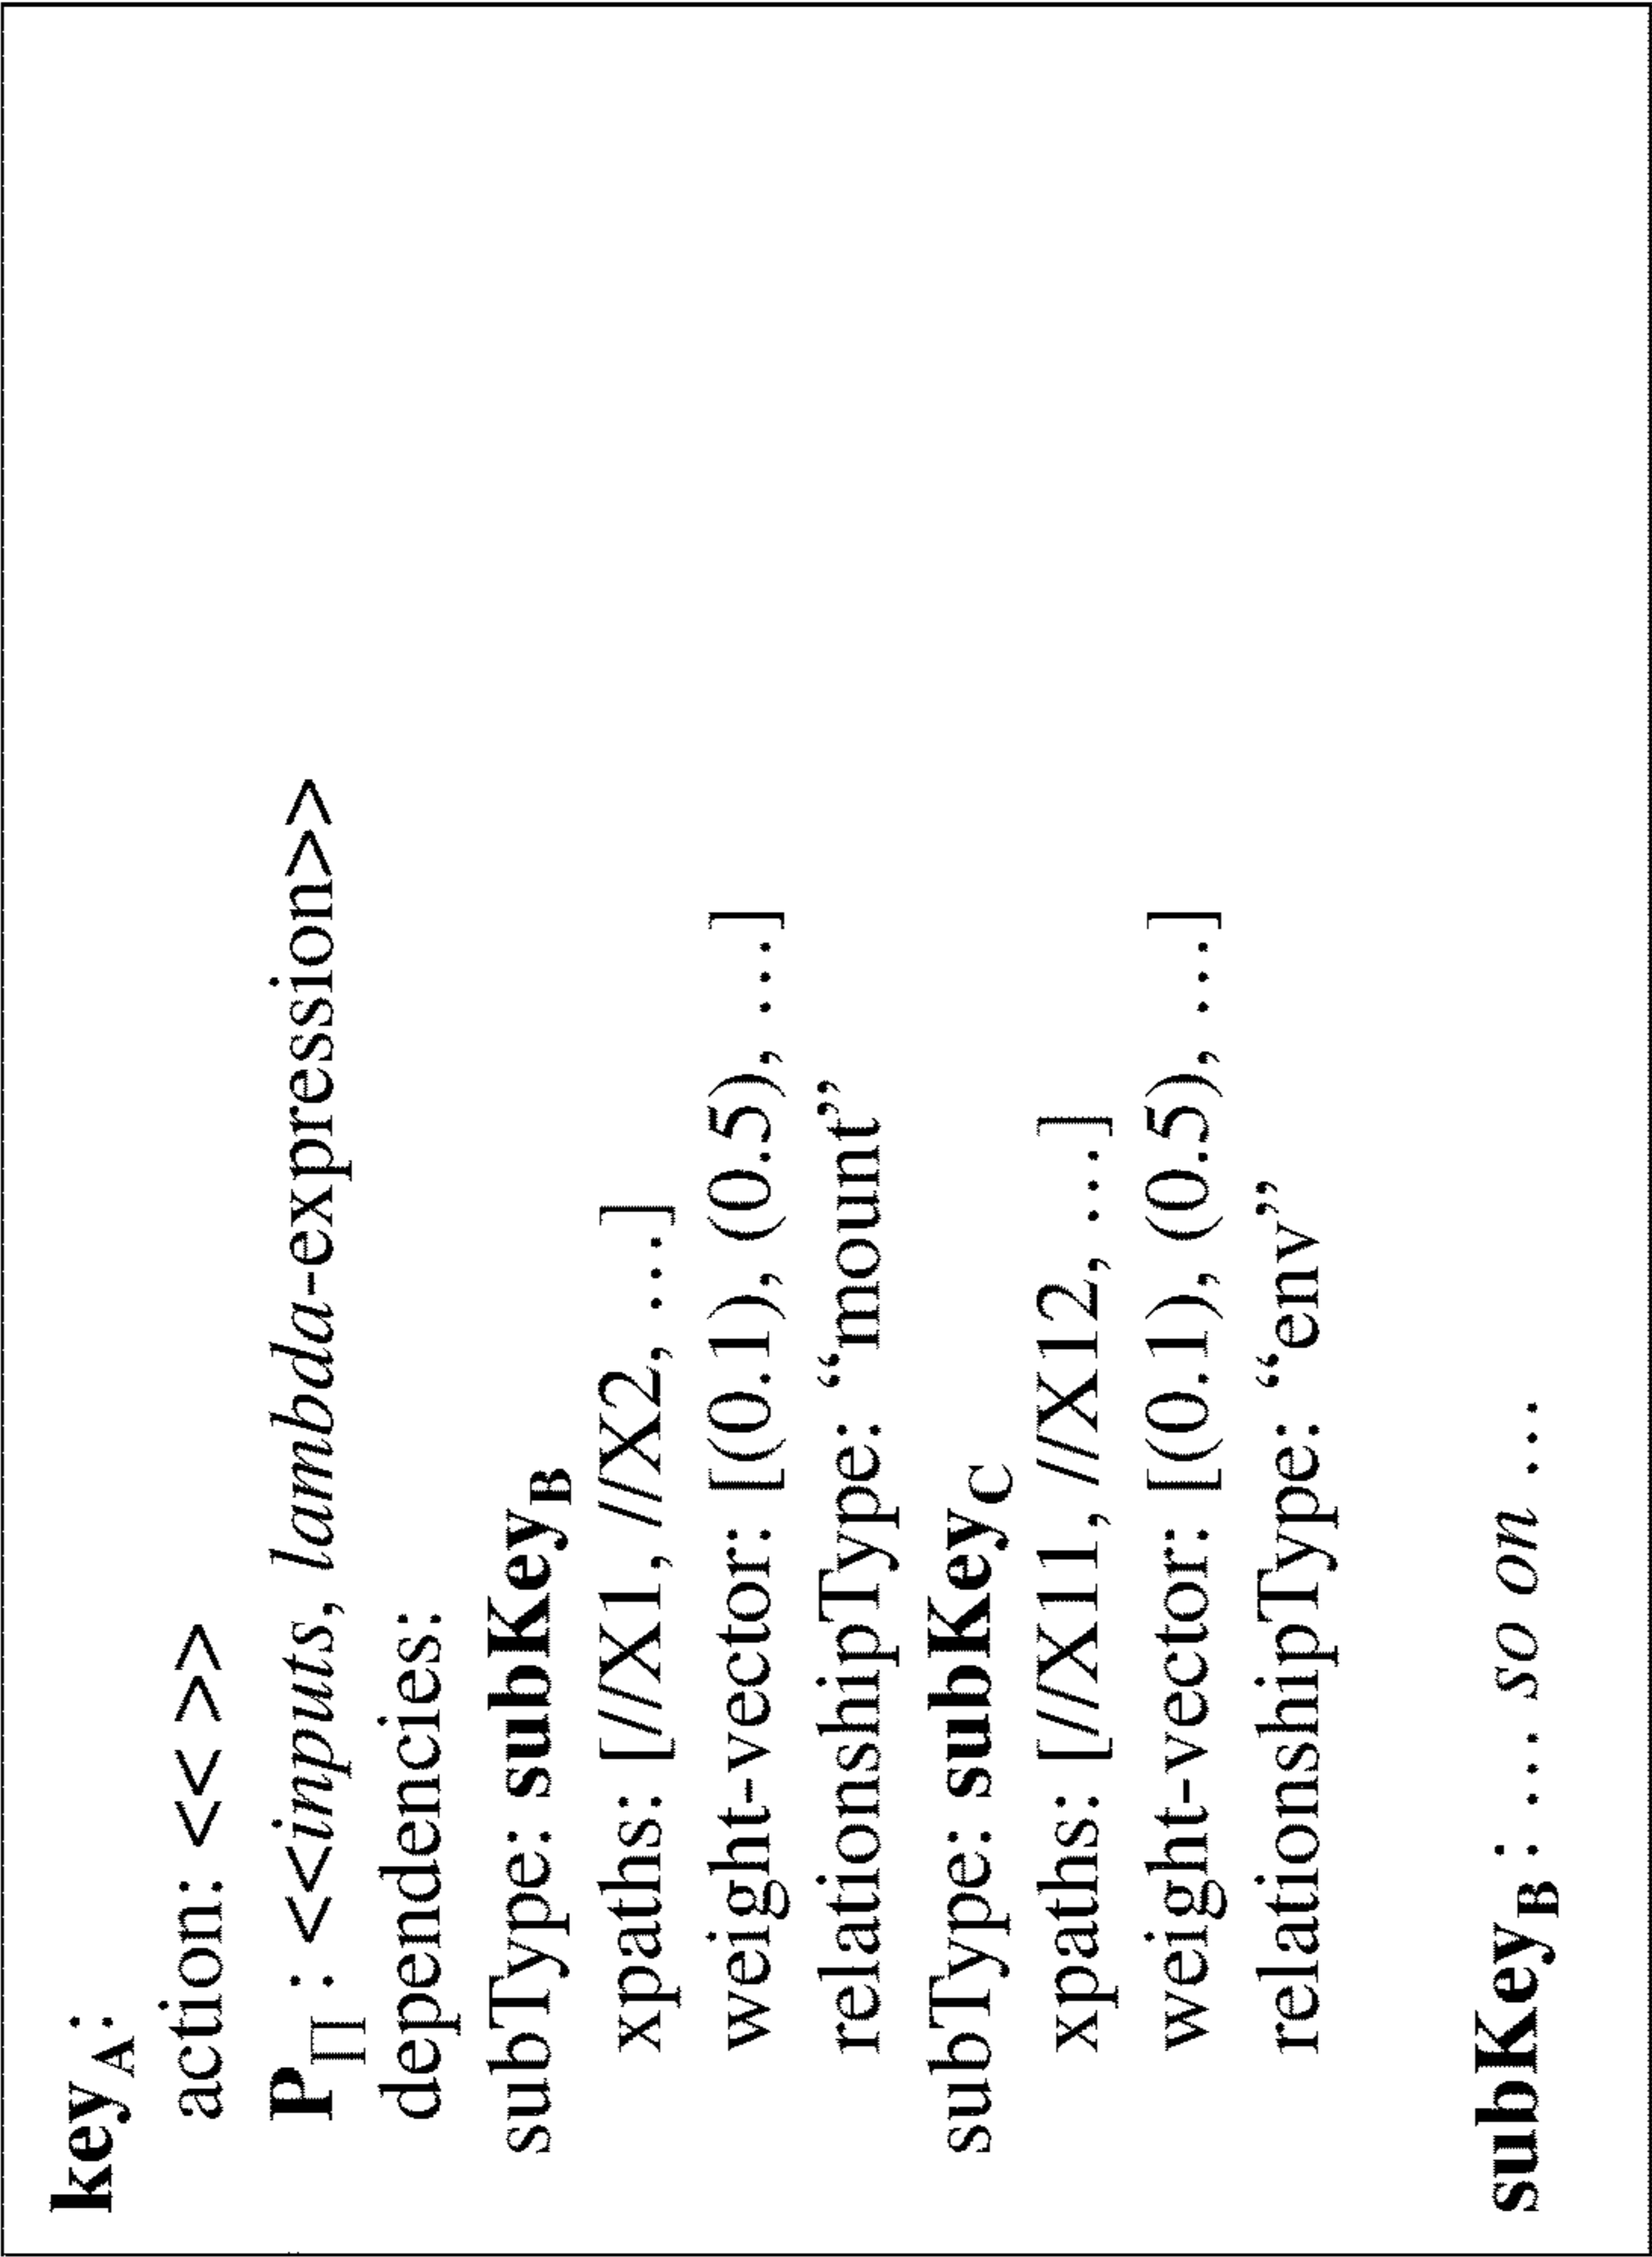 keyA:
action: << >>
PΠ : <<inputs, lambda-expression>>
dependencies:
subType: subKeyB
xpaths: [//X1, //X2, …]
weight-vector: [(0.1), (0.5), …]
relationshipType: “mount”
subType: subKeyC
xpaths: [//X11, //X12, …]
weight-vector: [(0.1), (0.5), …]
relationshipType: “env”
subKeyB : … so on …